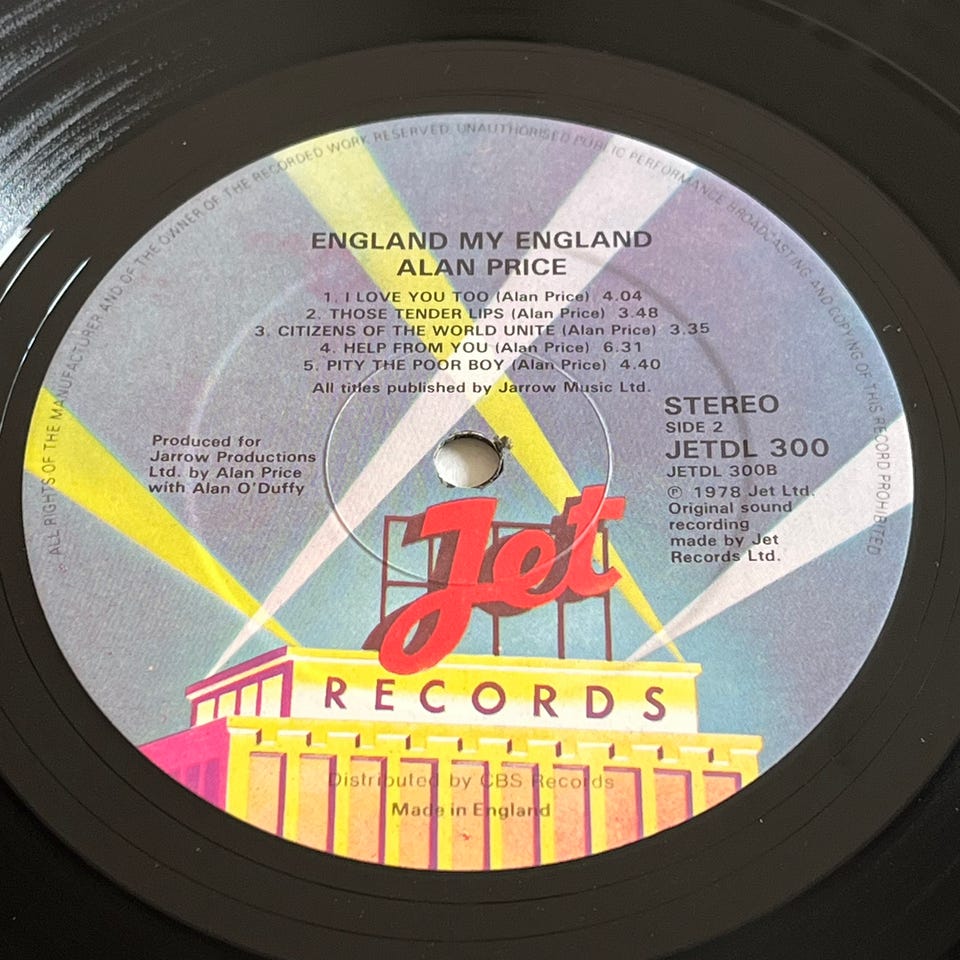 ALL RIGHTS OF THE MANUFACTURER AND OF THE OWNER OF THE RECORDED WORK RESERVED. UNAUTHORISED PUBLIC PERFORMANCE BROADCASTING AND COPYING OF THIS RECORD PROHIBITED
ENGLAND MY ENGLAND
ALAN PRICE
1. I LOVE YOU TOO (Alan Price) 4.04
2. THOSE TENDER LIPS (Alan Price) 3.48
3. CITIZENS OF THE WORLD UNITE (Alan Price) 3.35
4. HELP FROM YOU (Alan Price) 6.31
5. PITY THE POOR BOY (Alan Price) 4.40
All titles published by Jarrow Music Ltd.
Produced for
Jarrow Productions
Ltd. by Alan Price
with Alan O'Duffy
STEREO
SIDE 2
JETDL 300
JETDL 300B
℗ 1978 Jet Ltd.
Original sound
recording
made by Jet
Records Ltd.
Jet
RECORDS
Distributed by CBS Records
Made in England